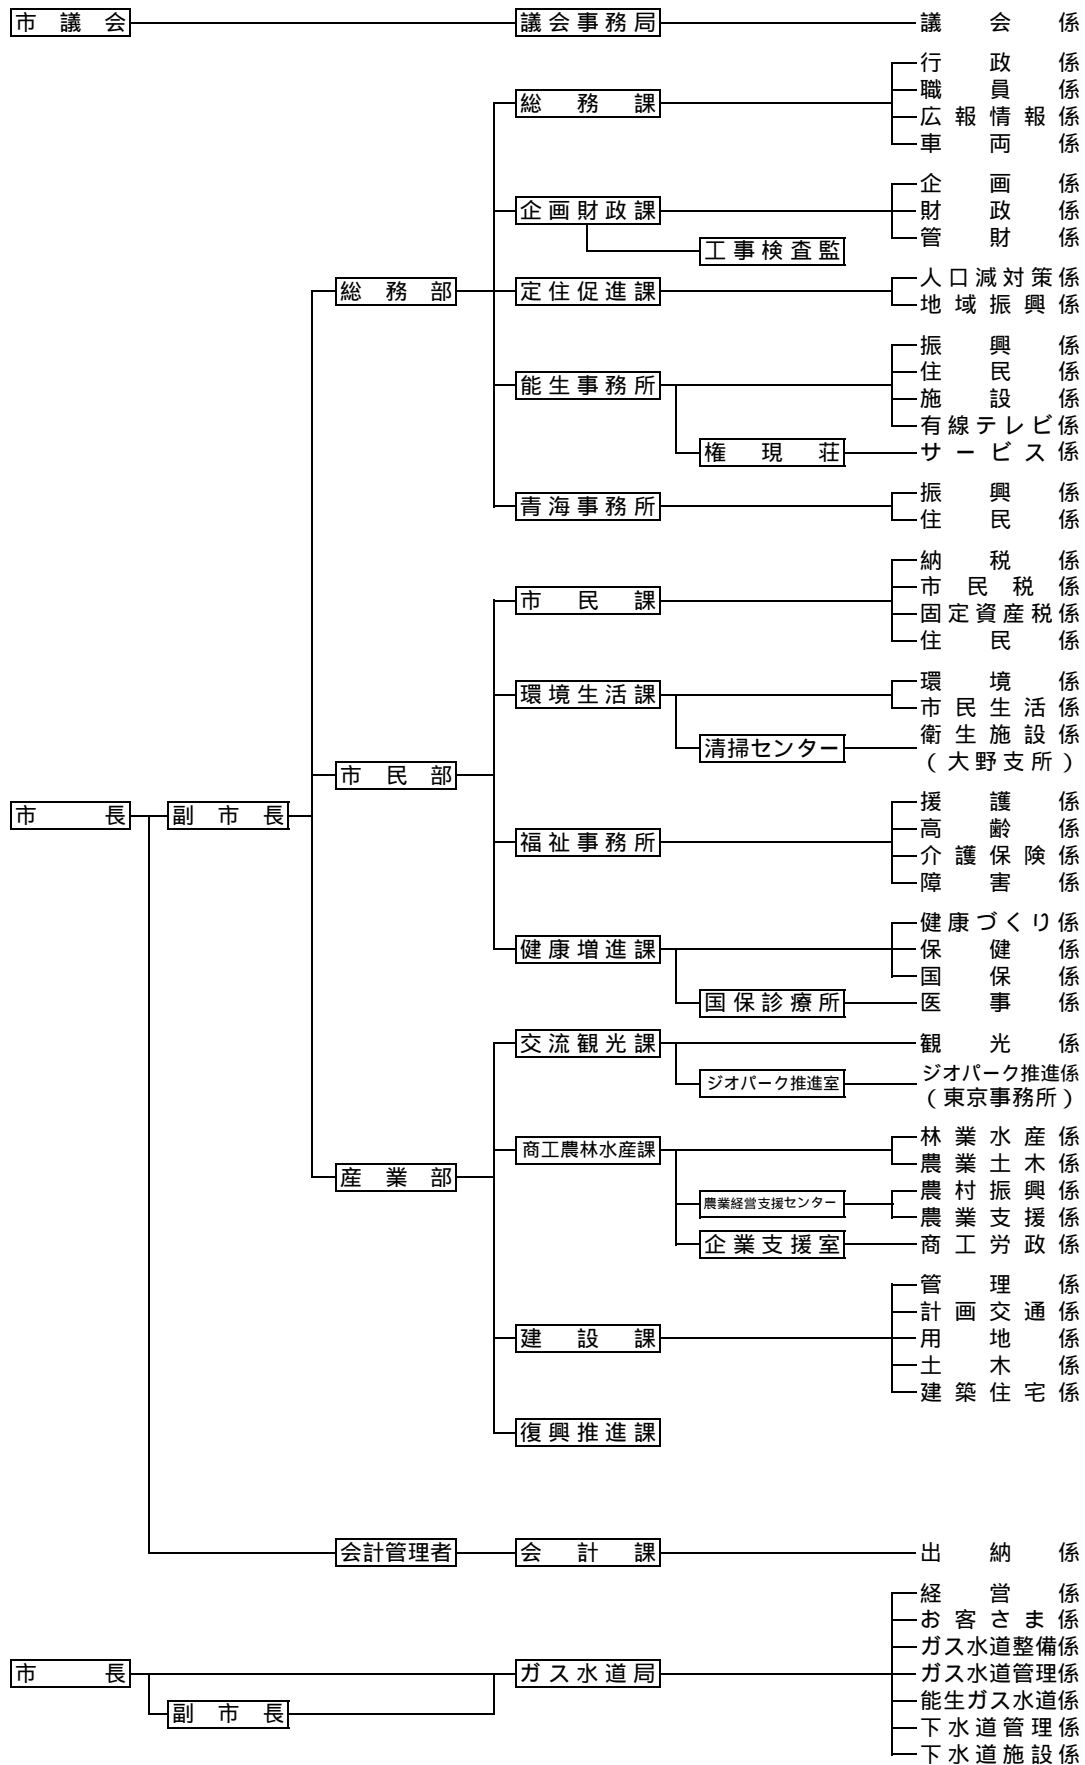 市議会 議会事務局 議会係
行政係
職員係
総務課
広報情報係
車両係
企画係
企画財政課 財政係
管財係
工事検査監
人口減対策係
総務部 定住促進課
地域振興係
振興係
住民係
能生事務所
施設係
有線テレビ係
権現荘 サービス係
振興係
青海事務所
住民係
納税係
市民税係
市民課
固定資産税係
住民係
環境係
環境生活課
市民生活係
清掃センター 衛生施設係
(大野支所)
市民部
援護係
市長 副市長
高齢係
福祉事務所
介護保険係
障害係
健康づくり係
健康増進課 保健係
国保係
国保診療所 医事係
交流観光課 観光係
ジオパーク推進室 ジオパーク推進係
(東京事務所)
林業水産係
商工農林水産課
農業土木係
産業部
農村振興係
農業経営支援センター
農業支援係
企業支援室 商工労政係
管理係
計画交通係
建設課 用地係
土木係
建築住宅係
復興推進課
会計管理者 会計課 出納係
経営係
お客さま係
ガス水道整備係
市長 ガス水道局 ガス水道管理係
能生ガス水道係
副市長
下水道管理係
下水道施設係